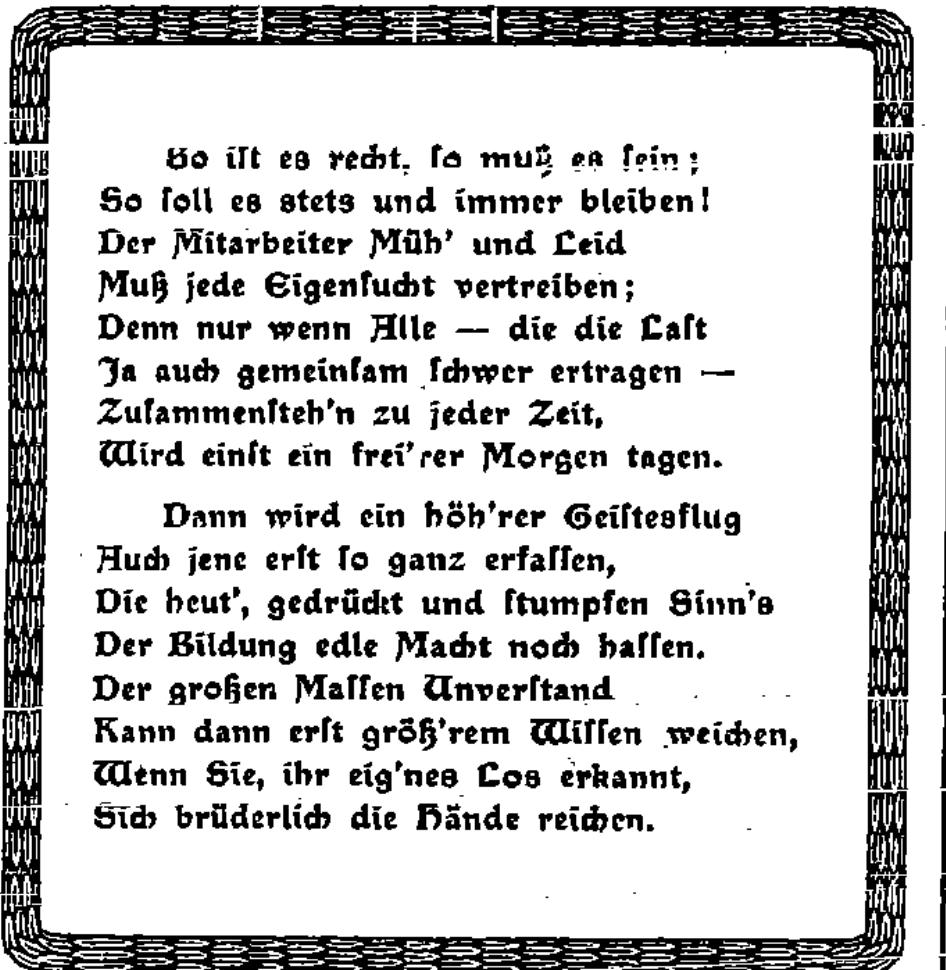 So ist es recht, so muß es sein;
So soll es stets und immer bleiben!
Der Mitarbeiter Müh' und Leid
Muß jede Eigensucht vertreiben;
Denn nur wenn Alle — die die Last
Ja auch gemeinsam schwer ertragen —
Zusammensteh'n zu jeder Zeit,
Wird einst ein frei'rer Morgen tagen.
Dann wird ein höh'rer Geistesflug
Auch jene erst so ganz erfassen,
Die heut', gedrückt und stumpfen Sinn's
Der Bildung edle Macht noch hassen.
Der großen Massen Unverstand
Kann dann erst größ'rem Wissen weichen,
Wenn Sie, ihr eig'nes Los erkannt,
Sich brüderlich die Hände reichen.